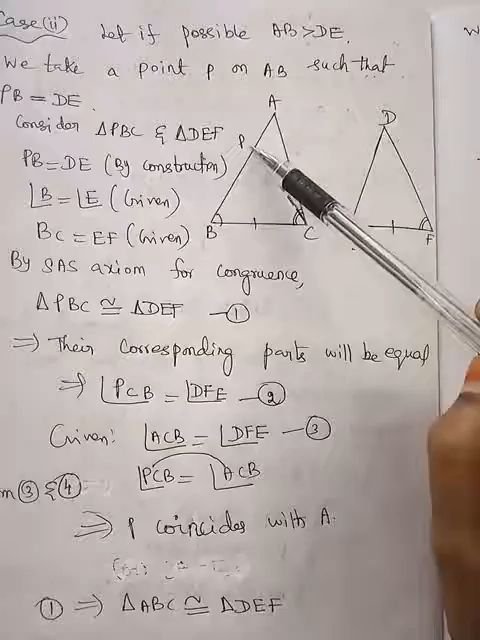 Case (ii) Let if possible AB > DE.
We take a point P on AB such that
PB = DE.
Consider ΔPBC & ΔDEF
PB = DE (By construction)
∠B = ∠E (Given)
BC = EF (Given)
A
P
B
C
D
F
By SAS axiom for congruence,
ΔPBC ≅ ΔDEF —①
⇒ Their corresponding parts will be equal
⇒ ∠PCB = ∠DFE —②
Given: ∠ACB = ∠DFE —③
∠PCB = ∠ACB
m ③ & ④
⇒ P coincides with A.
① ⇒ ΔABC ≅ ΔDEF